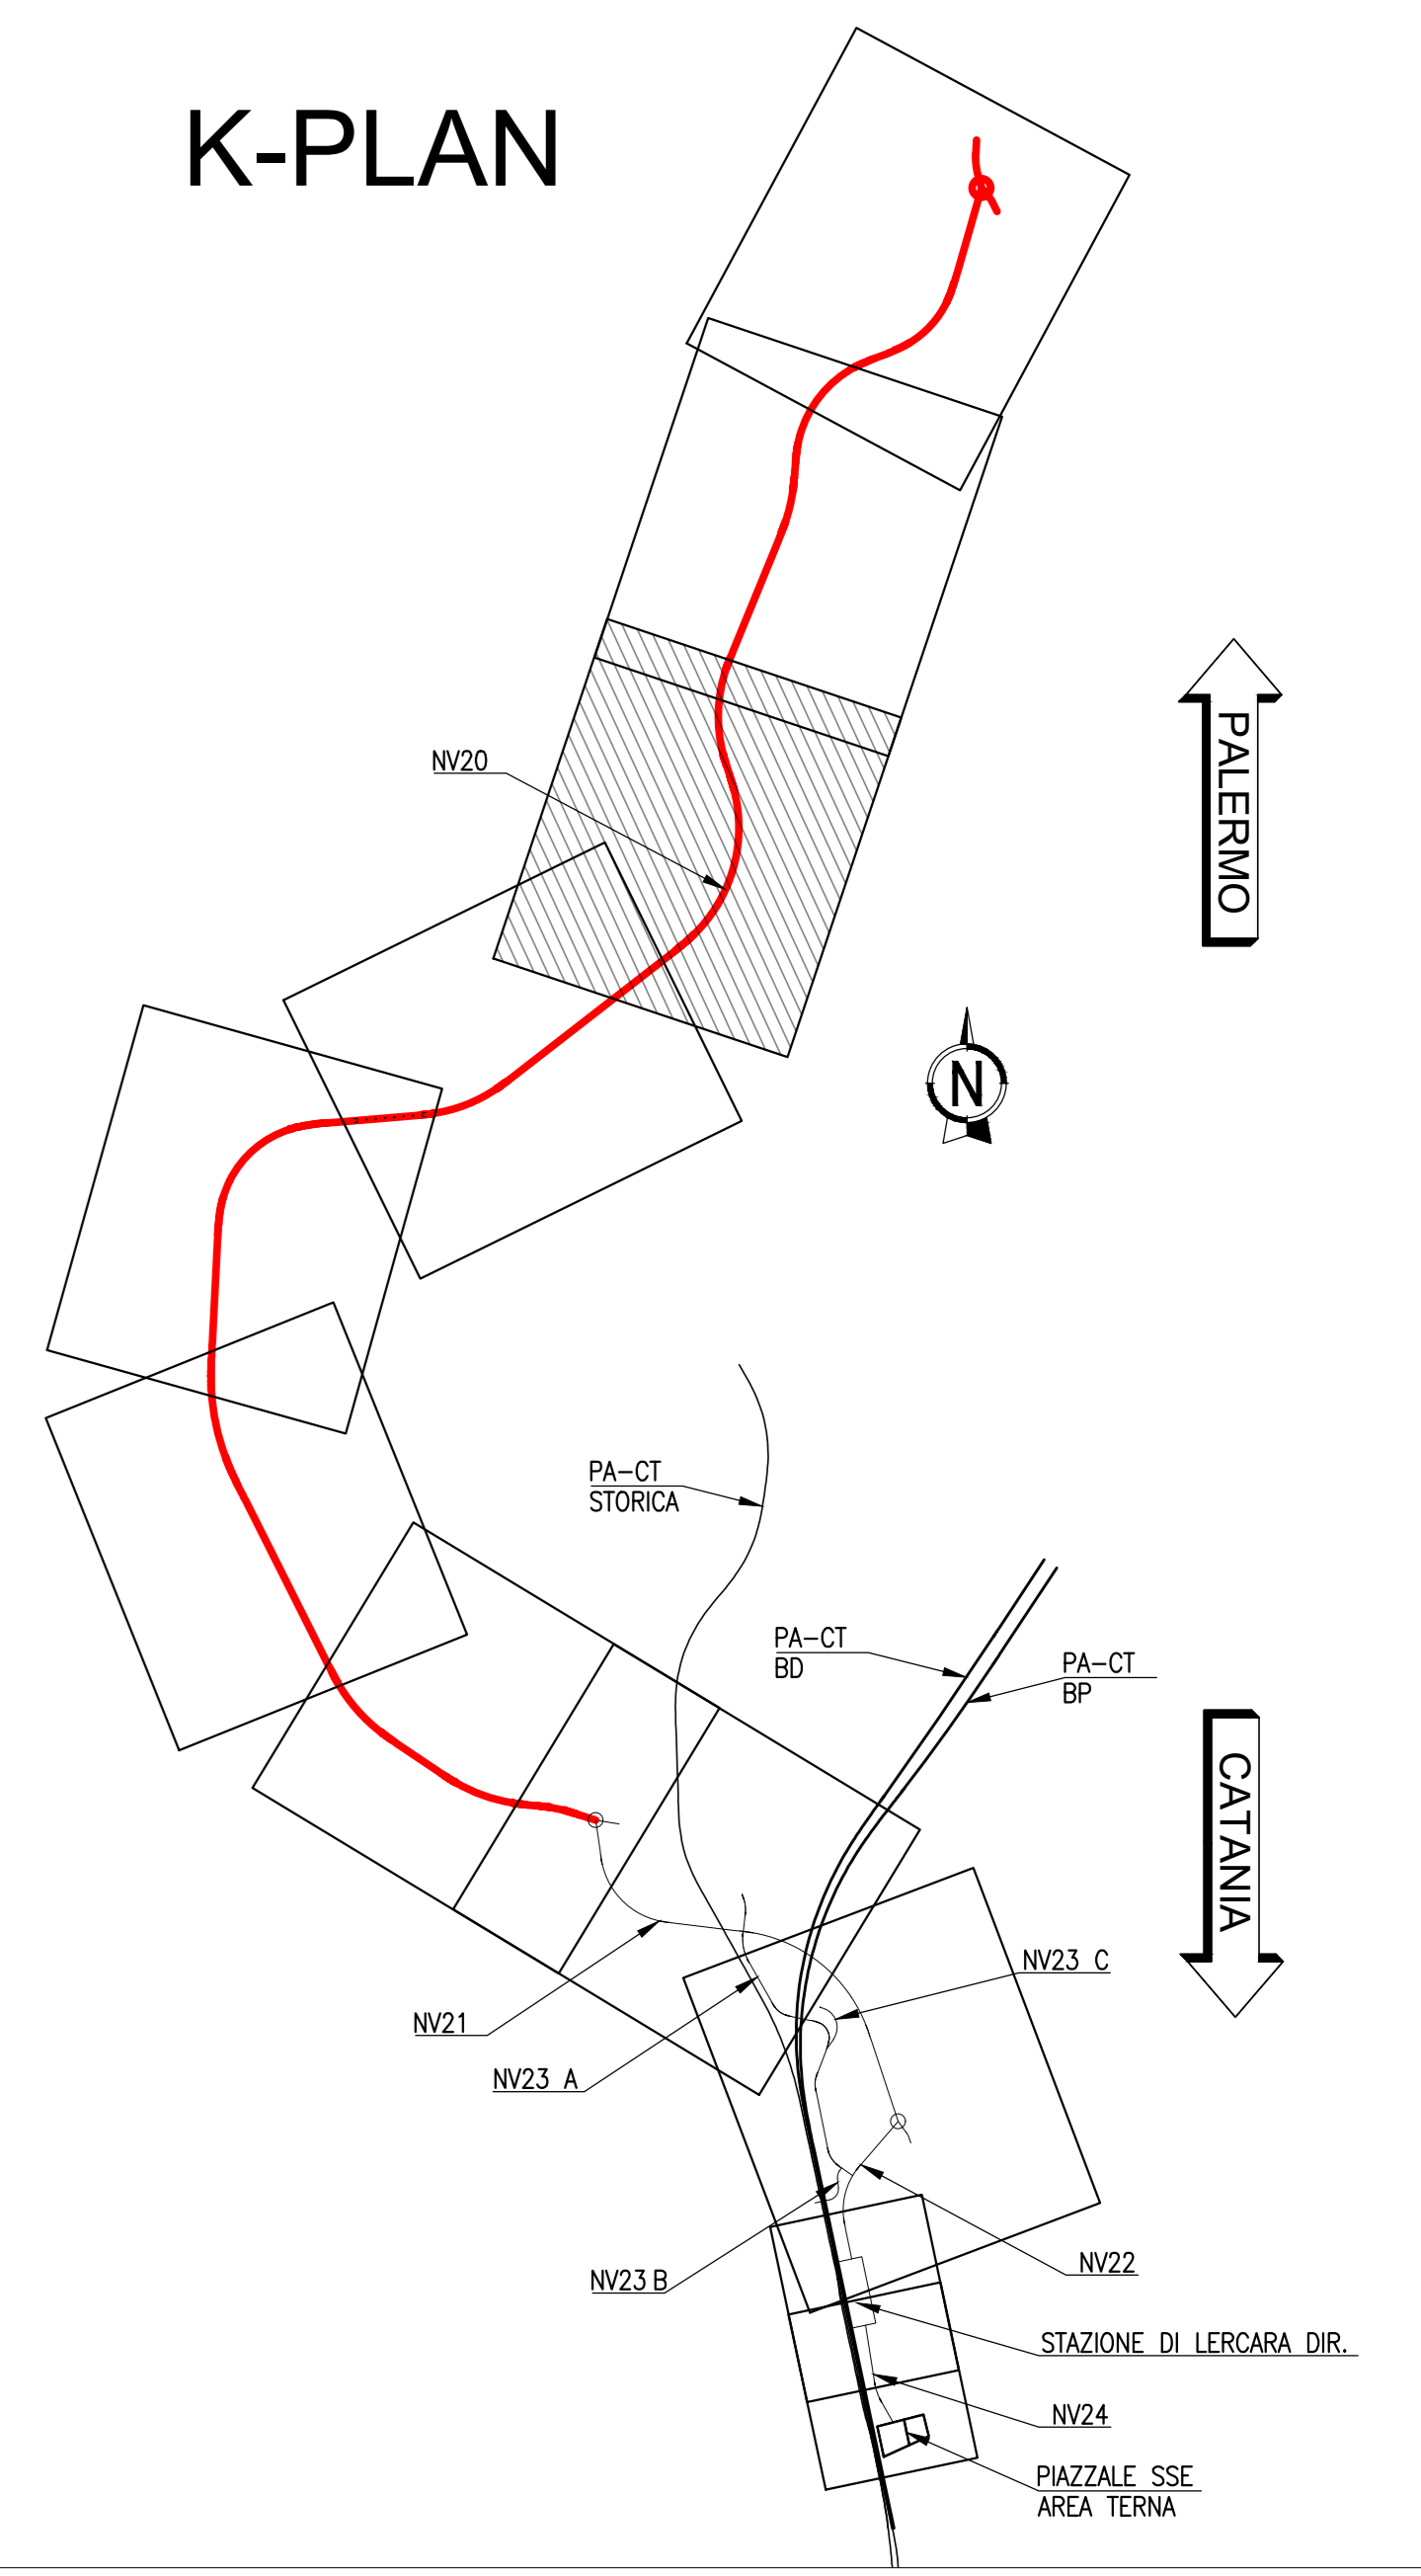 K-PLAN
PALERMO
NV20
N
PA-CT
STORICA
PA-CT
BD
PA-CT
BP
CATANIA
NV23 C
NV21
NV23 A
NV22
NV23 B
STAZIONE DI LERCARA DIR.
NV24
PIAZZALE SSE
AREA TERNA